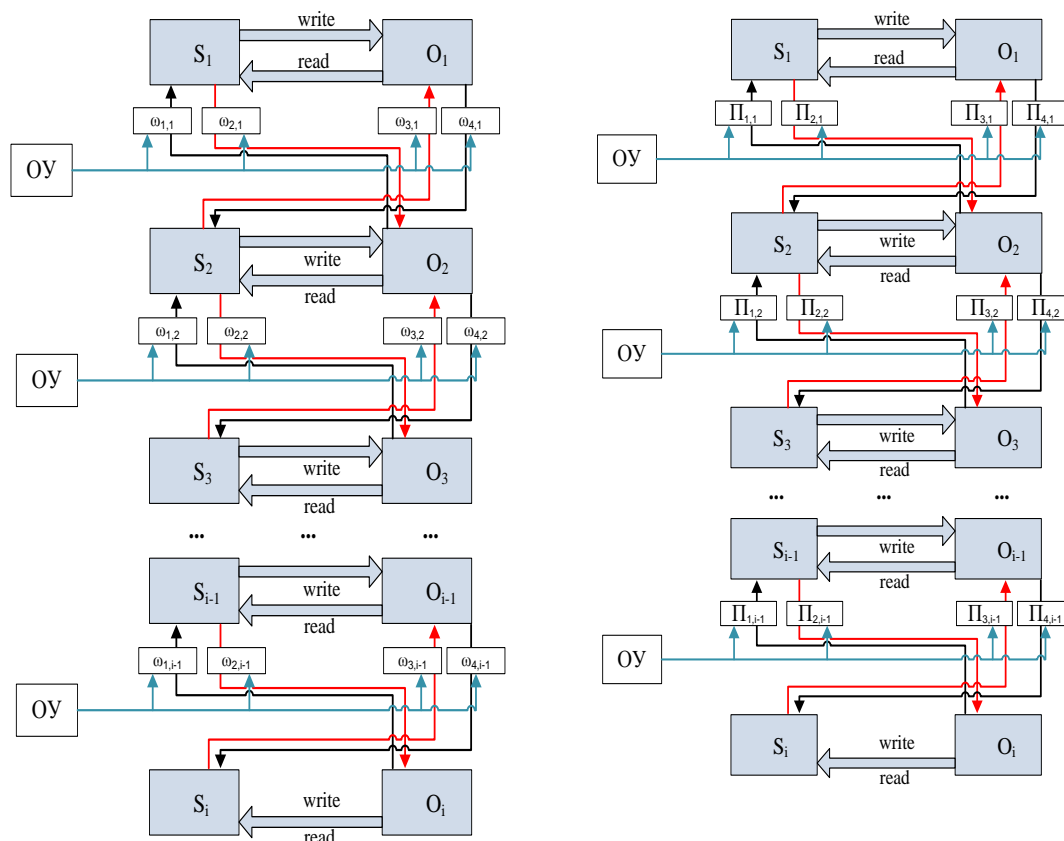 write
S1
O1
read
ω1,1
ω2,1
ω3,1
ω4,1
ОУ
S2
O2
write
read
ω1,2
ω2,2
ω3,2
ω4,2
ОУ
S3
O3
write
read
... ... ...
Si-1
Oi-1
write
read
ω1,i-1
ω2,i-1
ω3,i-1
ω4,i-1
ОУ
write
Si
Oi
read
write
S1
O1
read
П1,1
П2,1
П3,1
П4,1
ОУ
S2
O2
write
read
П1,2
П2,2
П3,2
П4,2
ОУ
S3
O3
write
read
... ... ...
Si-1
Oi-1
write
read
П1,i-1
П2,i-1
П3,i-1
П4,i-1
ОУ
write
Si
Oi
read